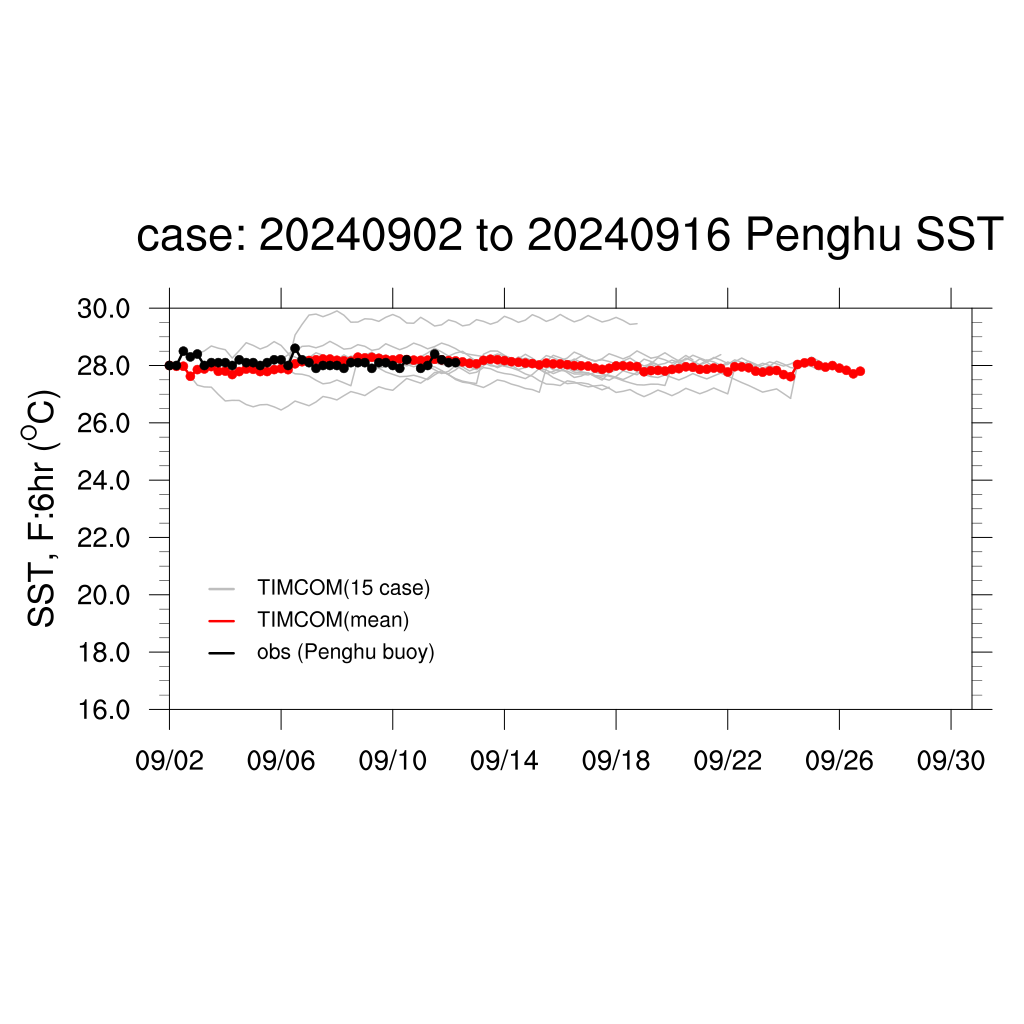 case: 20240902 to 20240916 Penghu SST
SST, F:6hr (°C)
30.0
28.0
26.0
24.0
22.0
20.0
18.0
16.0
TIMCOM(15 case)
TIMCOM(mean)
obs (Penghu buoy)
09/02 09/06 09/10 09/14 09/18 09/22 09/26 09/30